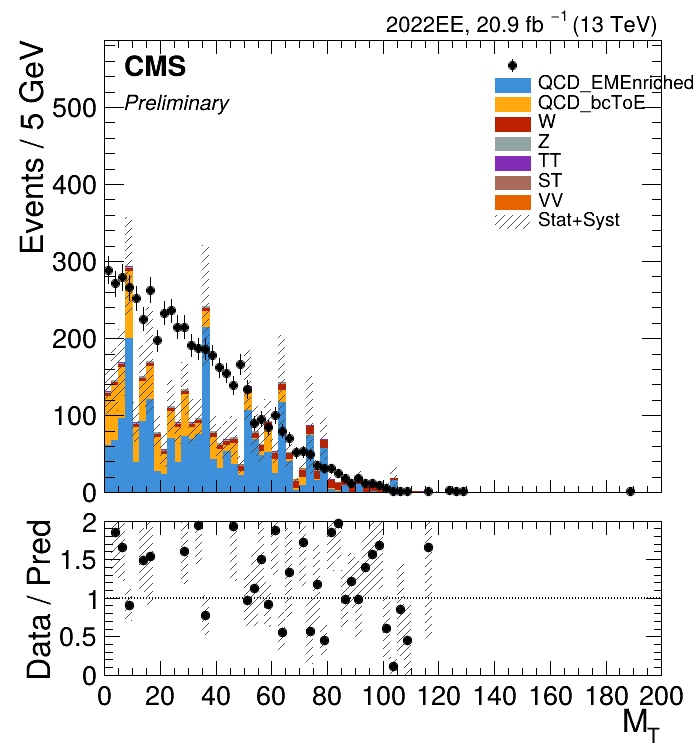 2022EE, 20.9 fb⁻¹ (13 TeV)
CMS
Preliminary
QCD_EMEnriched
QCD_bcToE
W
Z
TT
ST
VV
Stat+Syst
Events / 5 GeV
500
400
300
200
100
0
Data / Pred
2
1.5
1
0.5
0
0 20 40 60 80 100 120 140 160 180 200
M_T